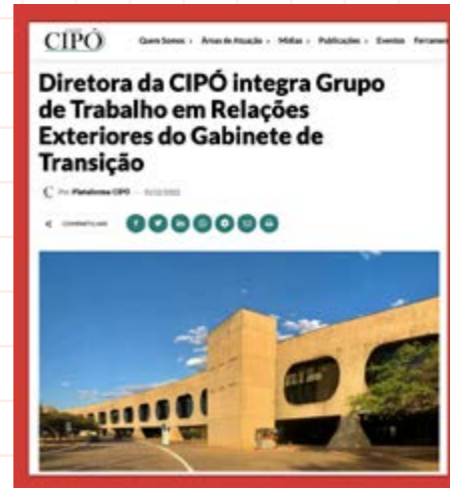 CIPÓ
Quem Somos Áreas de Atuação Mídias Publicações Eventos
Diretora da CIPÓ integra Grupo
de Trabalho em Relações
Exteriores do Gabinete de
Transição
Por Plataforma CIPÓ
COMPARTILHAR